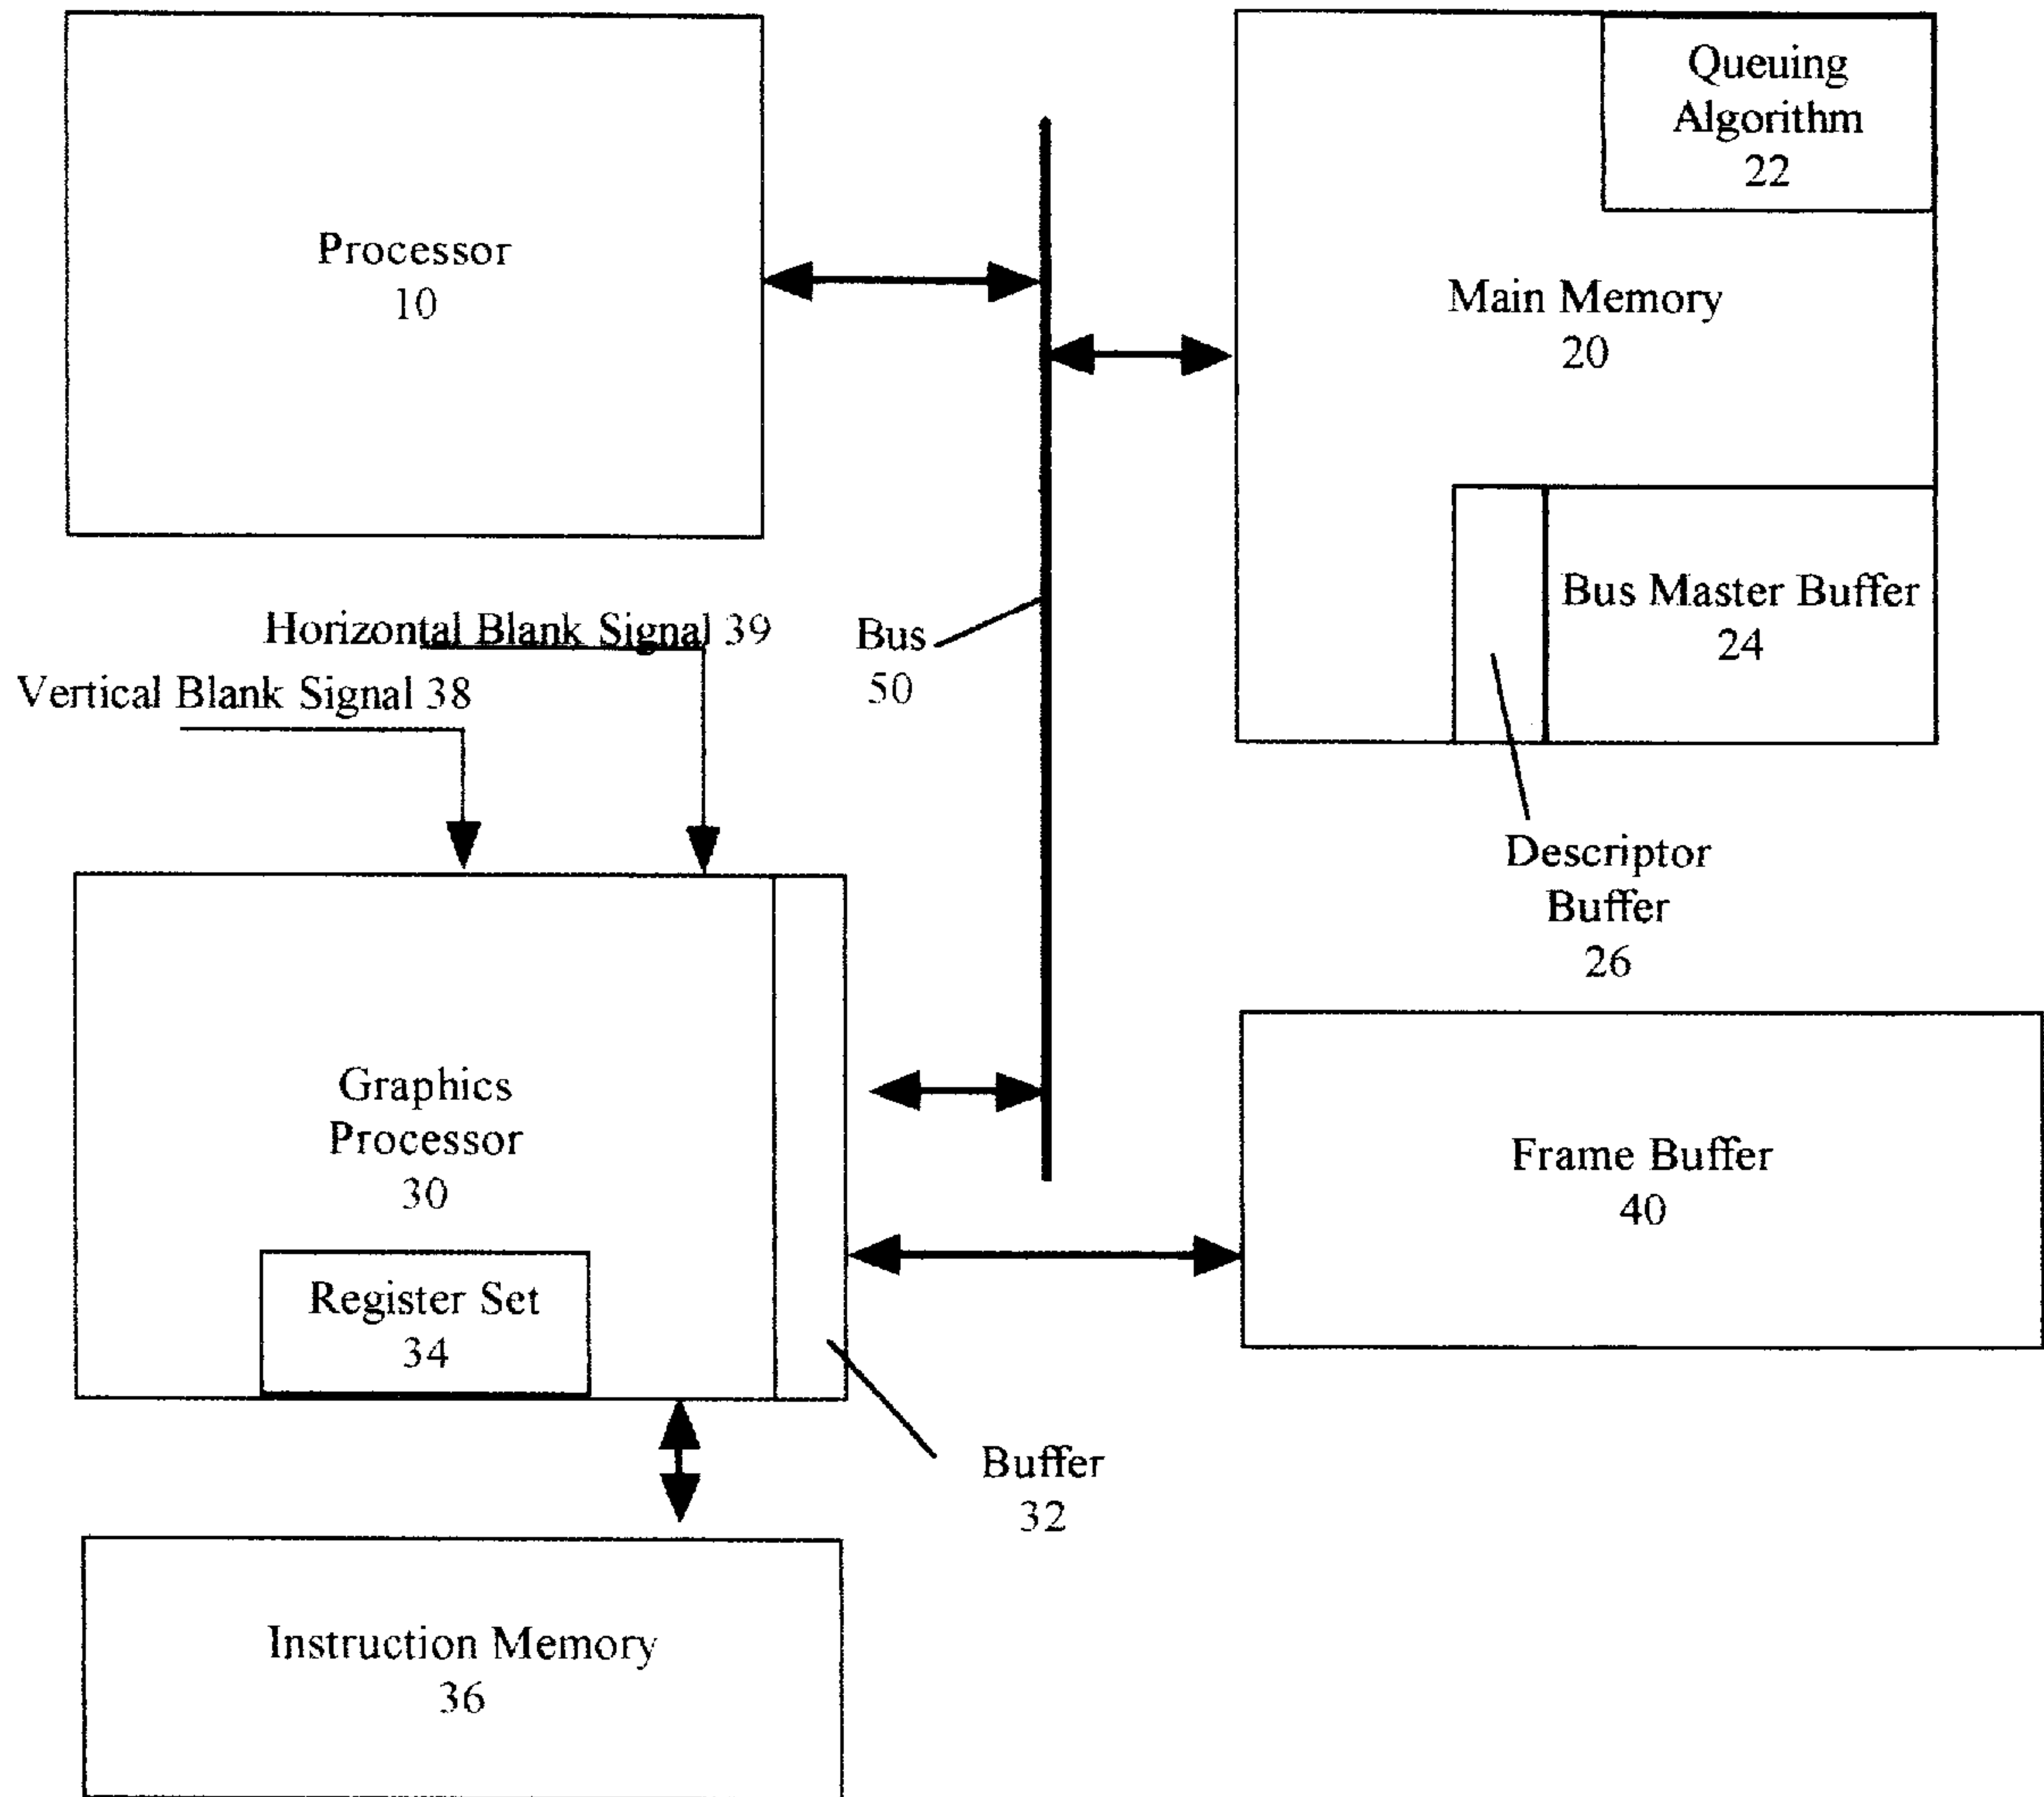 Queuing
Algorithm
22
Processor
10
Main Memory
20
Bus Master Buffer
24
Horizontal Blank Signal 39
Bus
50
Vertical Blank Signal 38
Descriptor
Buffer
26
Graphics
Processor
30
Frame Buffer
40
Register Set
34
Buffer
32
Instruction Memory
36